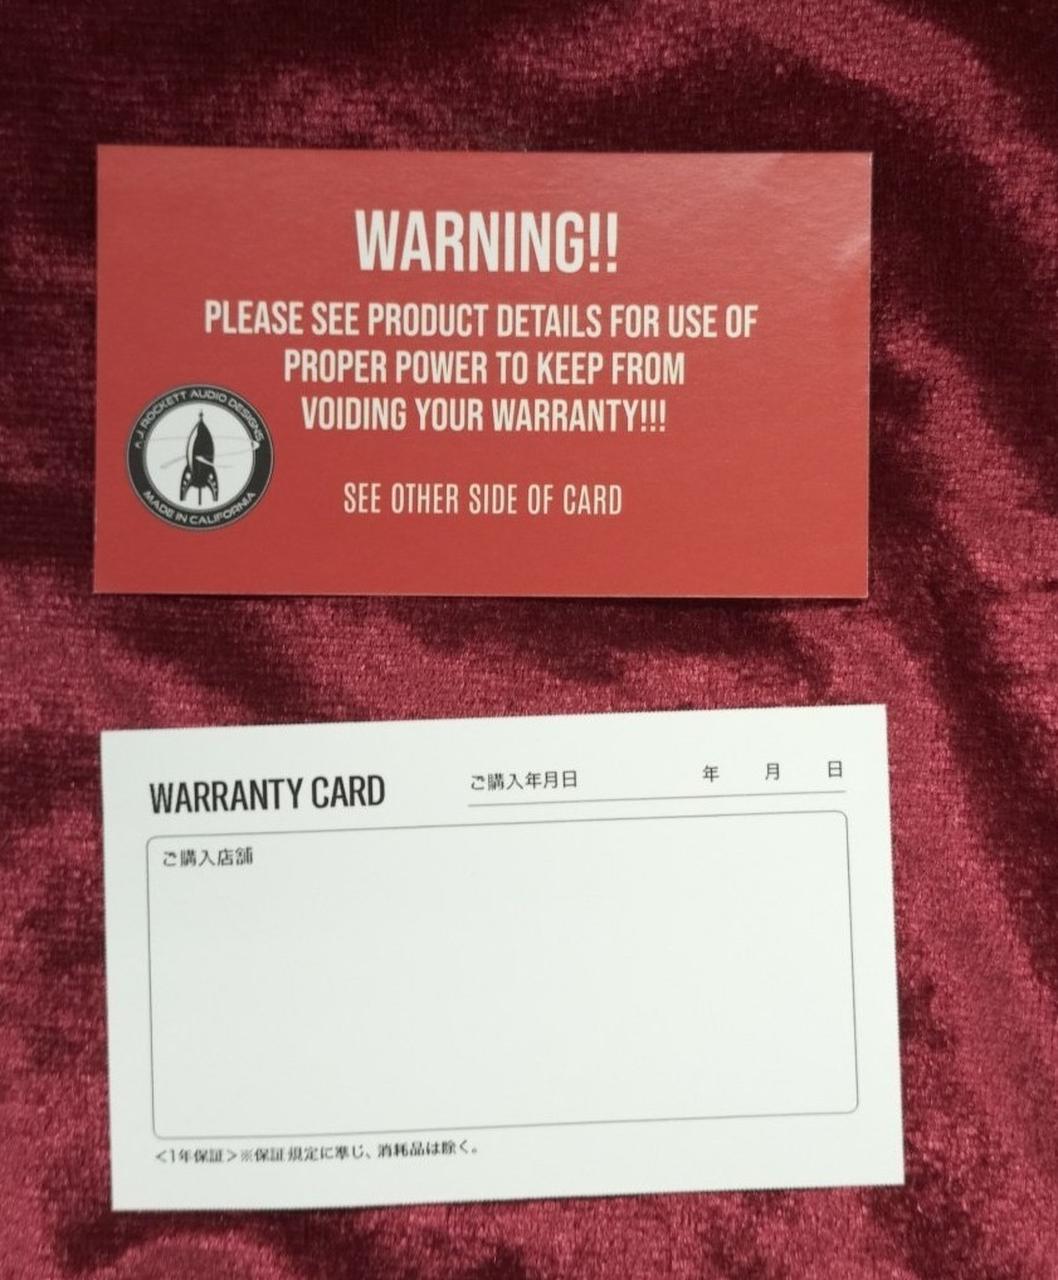 WARNING!!
PLEASE SEE PRODUCT DETAILS FOR USE OF
PROPER POWER TO KEEP FROM
VOIDING YOUR WARRANTY!!!
A.J. ROCKETT AUDIO DESIGNS
MADE IN CALIFORNIA
SEE OTHER SIDE OF CARD
WARRANTY CARD
ご購入年月日 年 月 日
ご購入店舗
<1年保証>※保証規定に準じ、消耗品は除く。